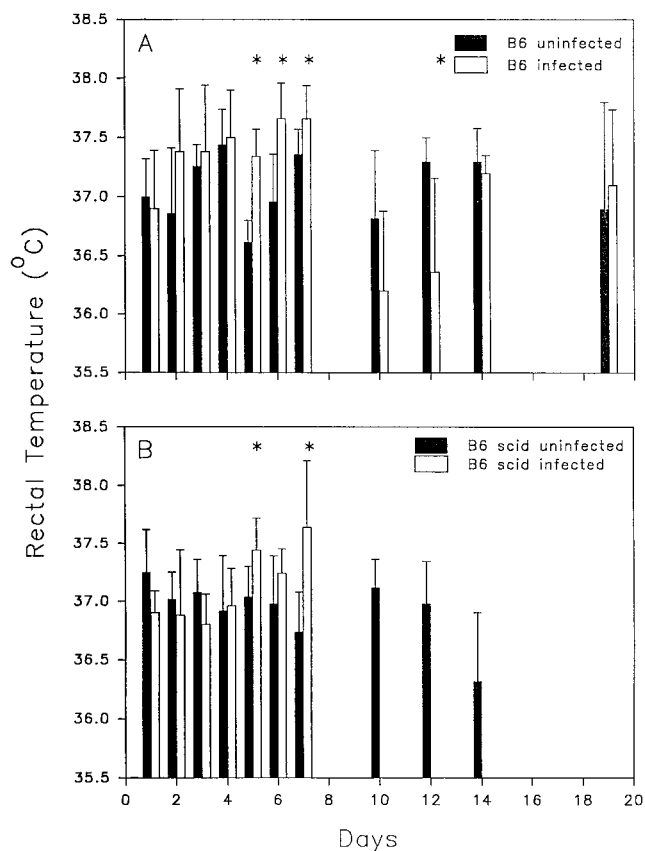 A
B6 uninfected
B6 infected
* * * *
38.5
38.0
37.5
37.0
36.5
36.0
35.5
B
B6 scid uninfected
B6 scid infected
* *
38.5
38.0
37.5
37.0
36.5
36.0
35.5
0 2 4 6 8 10 12 14 16 18 20
Rectal Temperature (°C)
Days